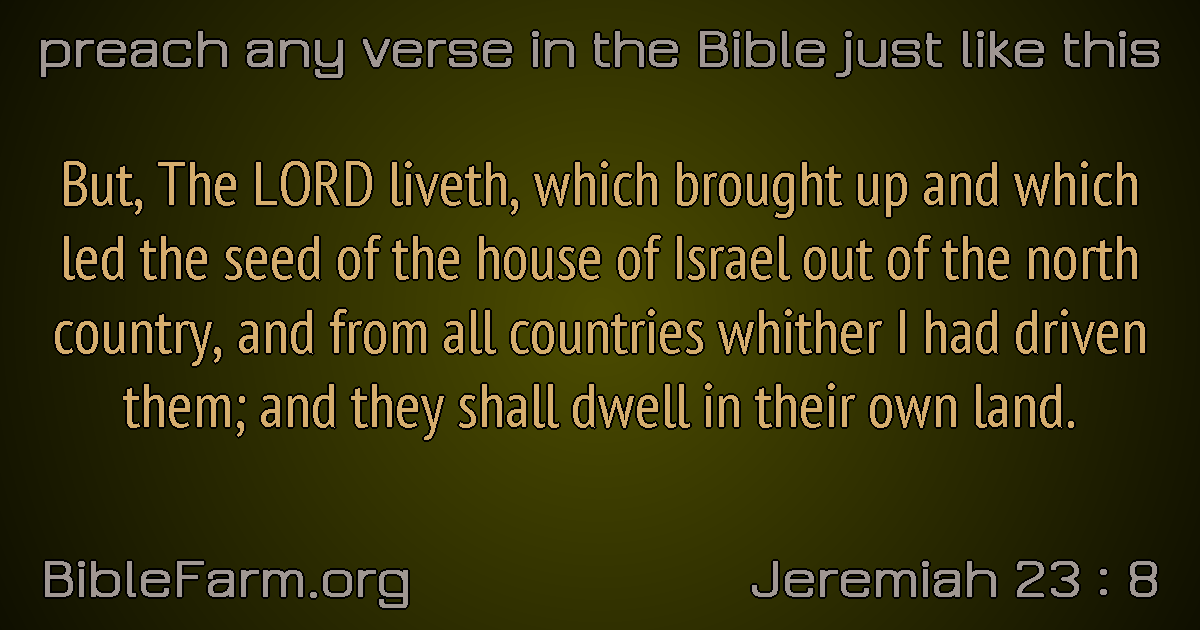 preach any verse in the Bible just like this
But, The LORD liveth, which brought up and which
led the seed of the house of Israel out of the north
country, and from all countries whither I had driven
them; and they shall dwell in their own land.
BibleFarm.org
Jeremiah 23 : 8